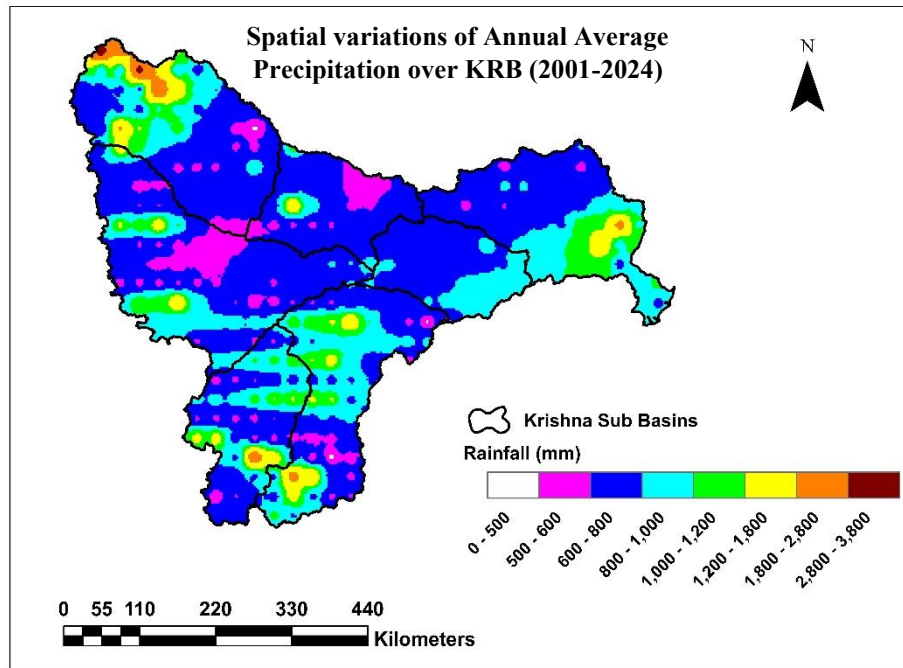 Spatial variations of Annual Average
Precipitation over KRB (2001-2024)
N
Krishna Sub Basins
Rainfall (mm)
0 - 500
500 - 600
600 - 800
800 - 1,000
1,000 - 1,200
1,200 - 1,800
1,800 - 2,800
2,800 - 3,800
0 55 110 220 330 440
Kilometers